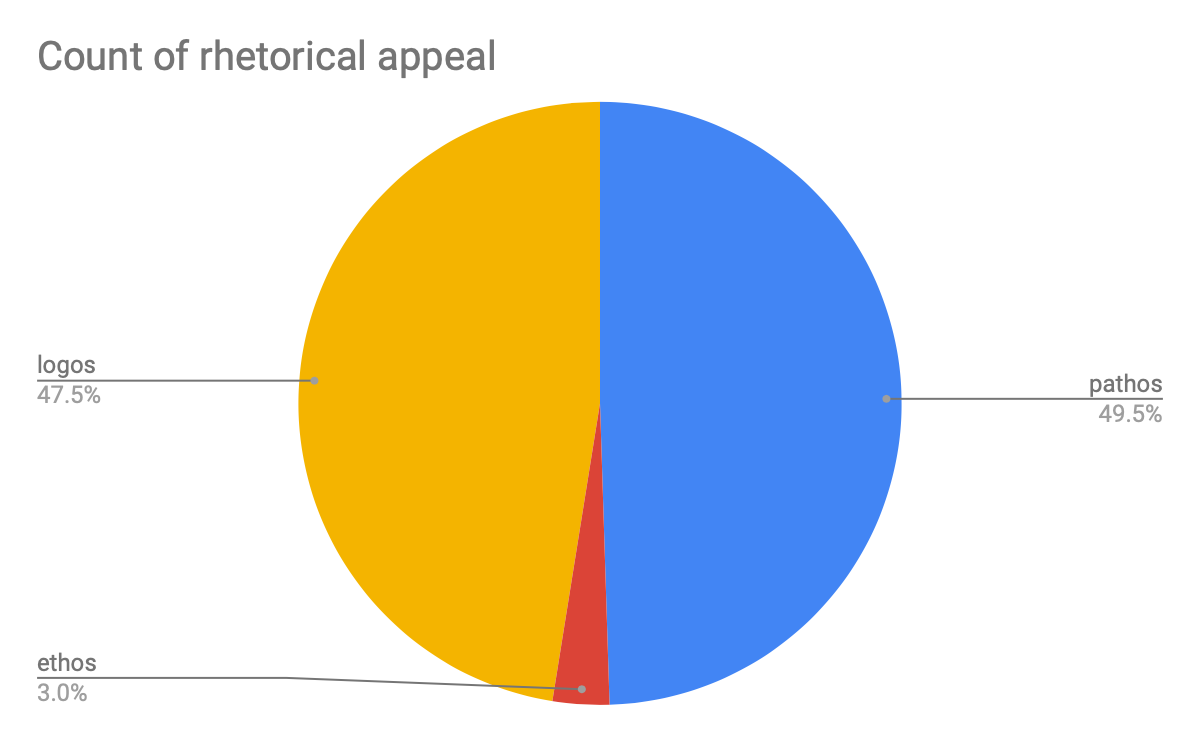 Count of rhetorical appeal
logos
47.5%
pathos
49.5%
ethos
3.0%